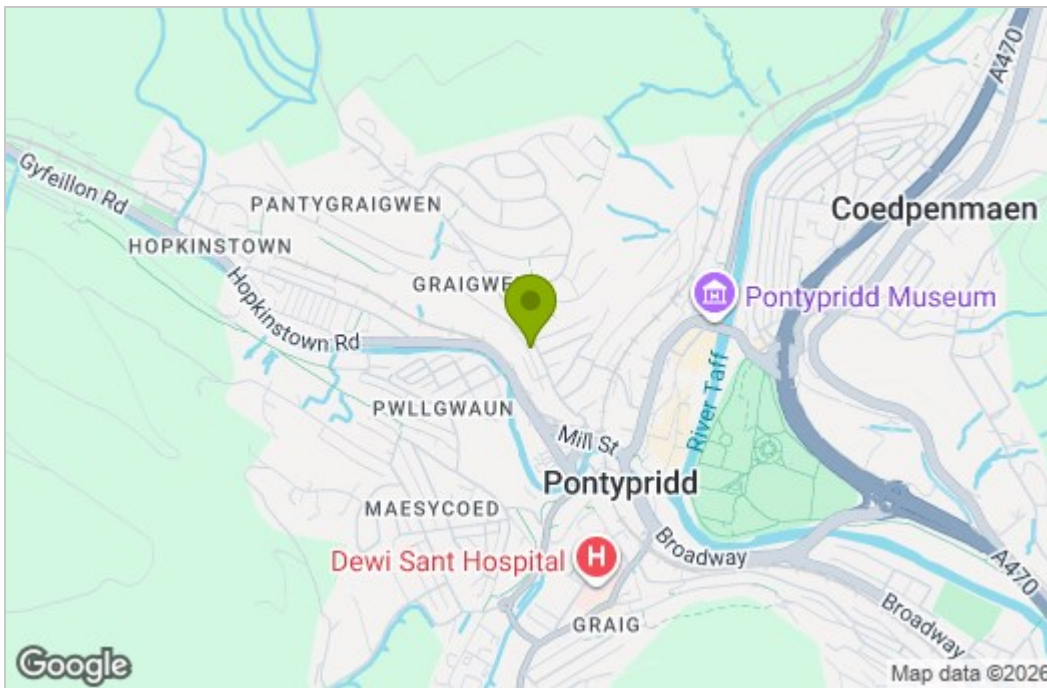 A470
Gyfeillon Rd
PANTYGRAIGWEN
Coedpenmaen
HOPKINSTOWN
GRAIGWE
Pontypridd Museum
Hopkinstown Rd
River Taff
PWLLGWAUN
Mill St
Pontypridd
MAESYCOED
Dewi Sant Hospital
H
Broadway
A470
GRAIG
Broadway
Google
Map data ©2026